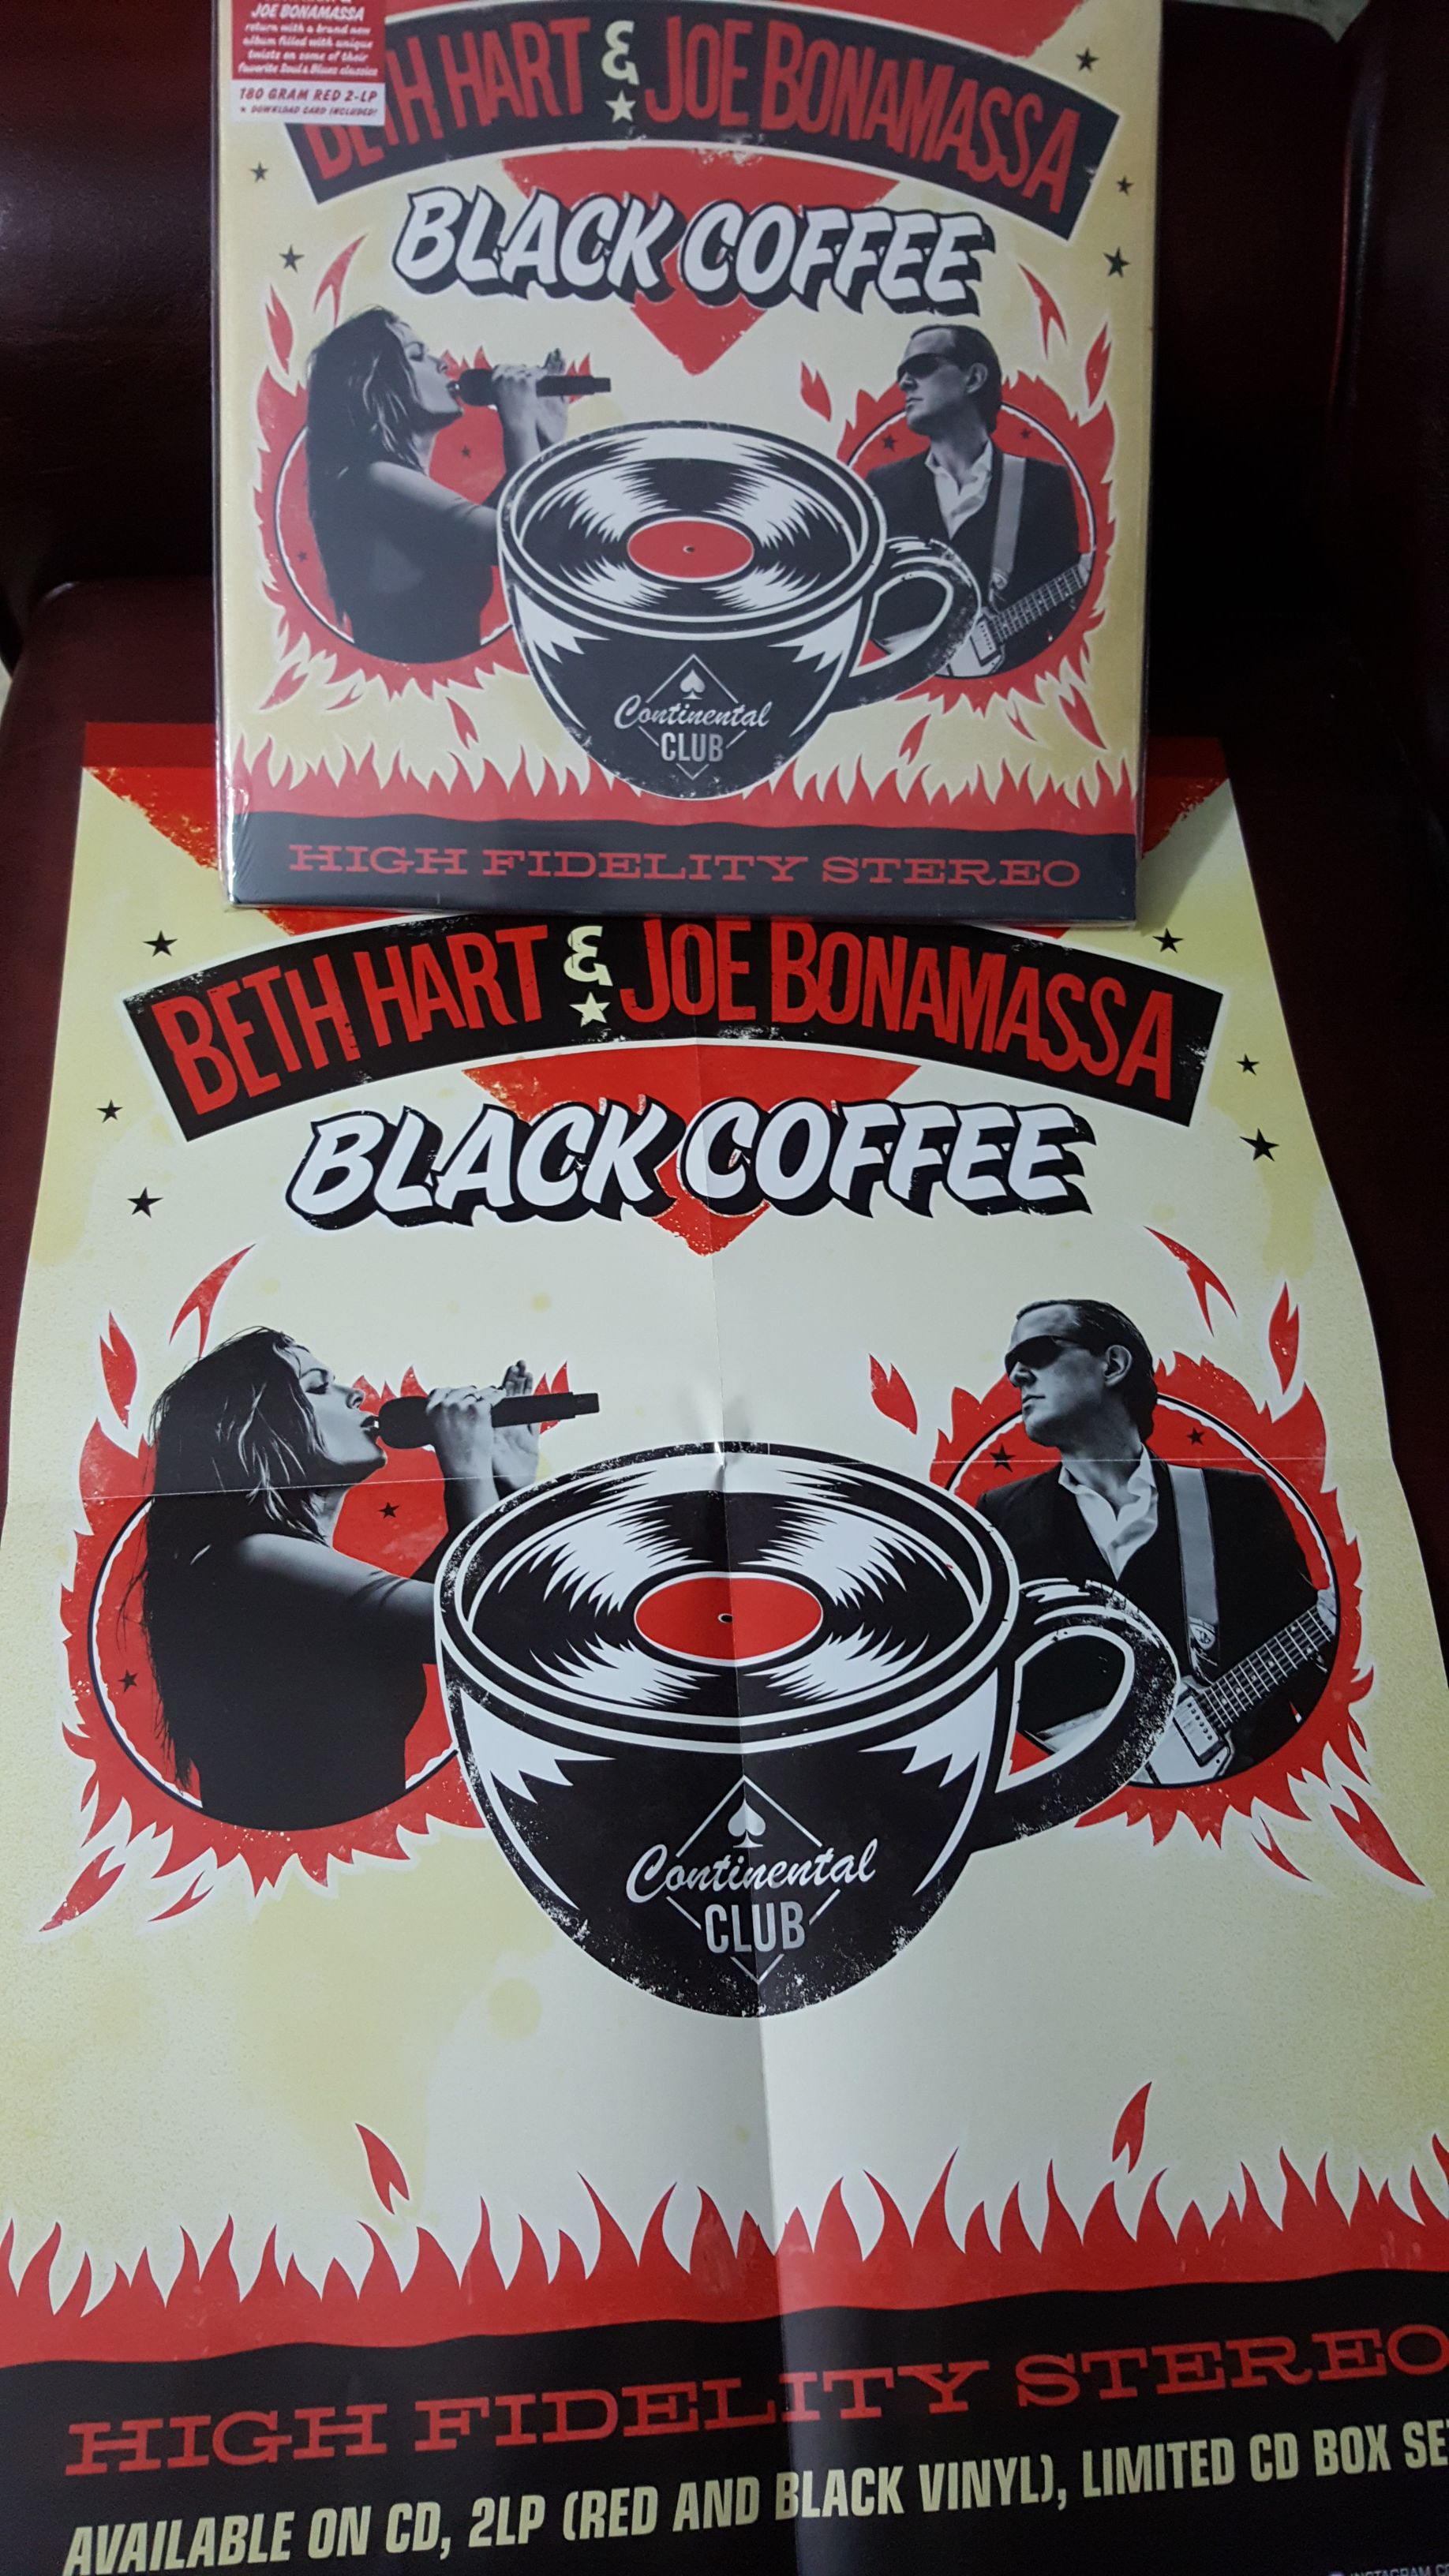 JOE BONAMASSA
return with a brand new
album filled with unique
twists on some of their
favorite Soul & Blues classics
180 GRAM RED 2-LP
★ DOWNLOAD CARD INCLUDED!
BETH HART & JOE BONAMASSA
BLACK COFFEE
Continental
CLUB
HIGH FIDELITY STEREO
BETH HART & JOE BONAMASSA
BLACK COFFEE
Continental
CLUB
HIGH FIDELITY STEREO
AVAILABLE ON CD, 2LP (RED AND BLACK VINYL), LIMITED CD BOX SE
INSTAGRAM